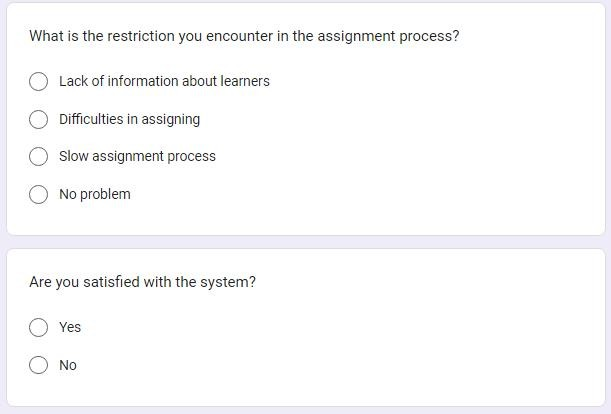 What is the restriction you encounter in the assignment process?
Lack of information about learners
Difficulties in assigning
Slow assignment process
No problem
Are you satisfied with the system?
Yes
No